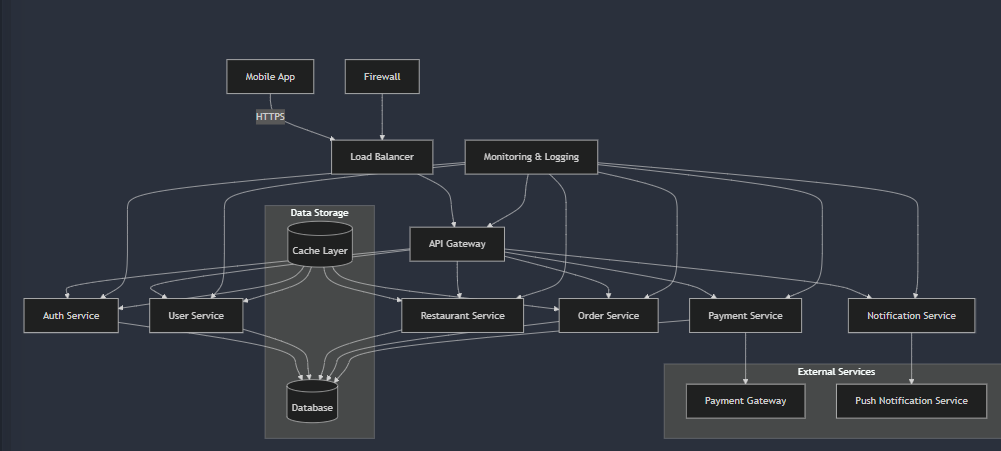 Mobile App
Firewall
HTTPS
Load Balancer
Monitoring & Logging
Data Storage
Cache Layer
API Gateway
Auth Service
User Service
Restaurant Service
Order Service
Payment Service
Notification Service
External Services
Database
Payment Gateway
Push Notification Service